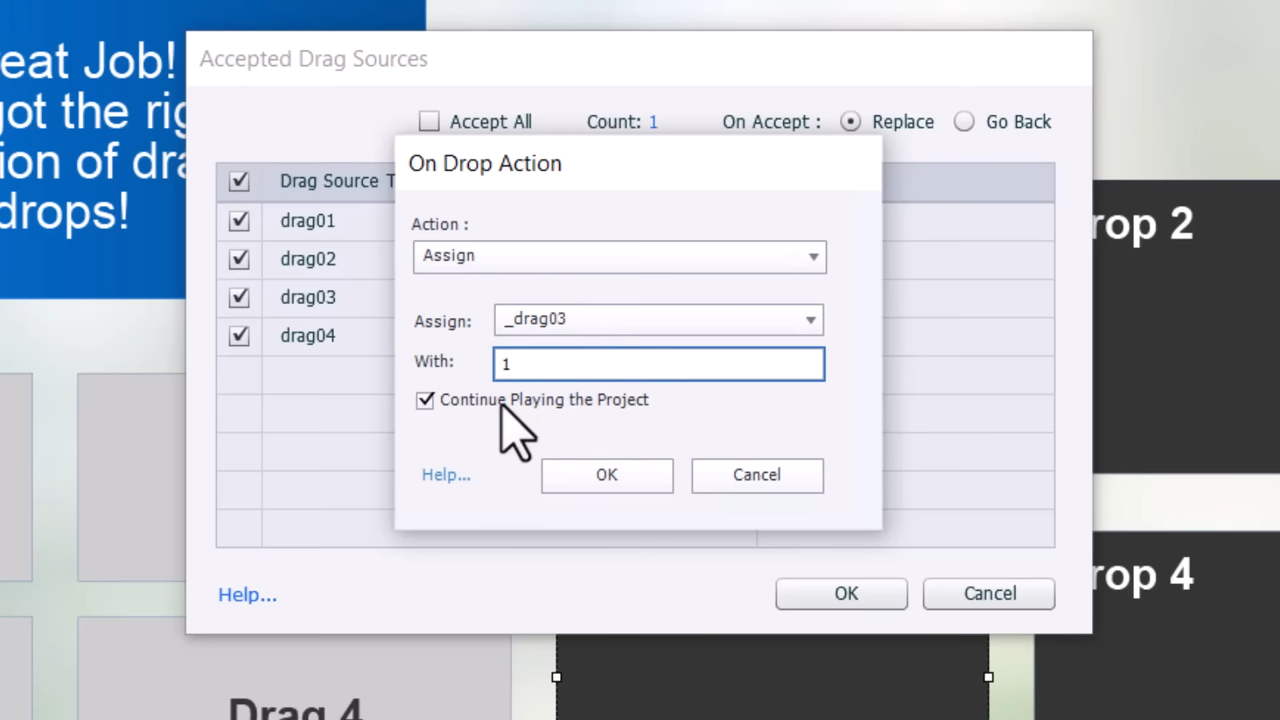 eat Job!
got the rig
ion of dra
drops!
Accepted Drag Sources
Accept All
Count: 1
On Accept :
Replace
Go Back
Drag Source T
drag01
drag02
drag03
drag04
On Drop Action
Action :
Assign
Assign:
_drag03
With:
1
Continue Playing the Project
Help...
OK
Cancel
Help...
OK
Cancel
rop 2
rop 4
Drag 4